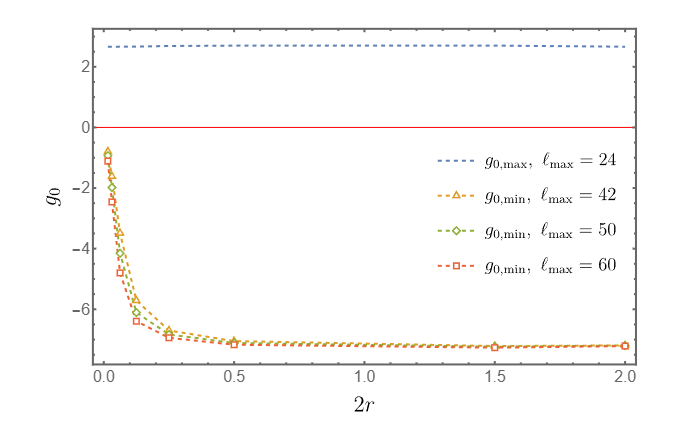 2
0
−2
−4
−6
g₀
g₀,max, ℓmax = 24
g₀,min, ℓmax = 42
g₀,min, ℓmax = 50
g₀,min, ℓmax = 60
0.0 0.5 1.0 1.5 2.0
2r